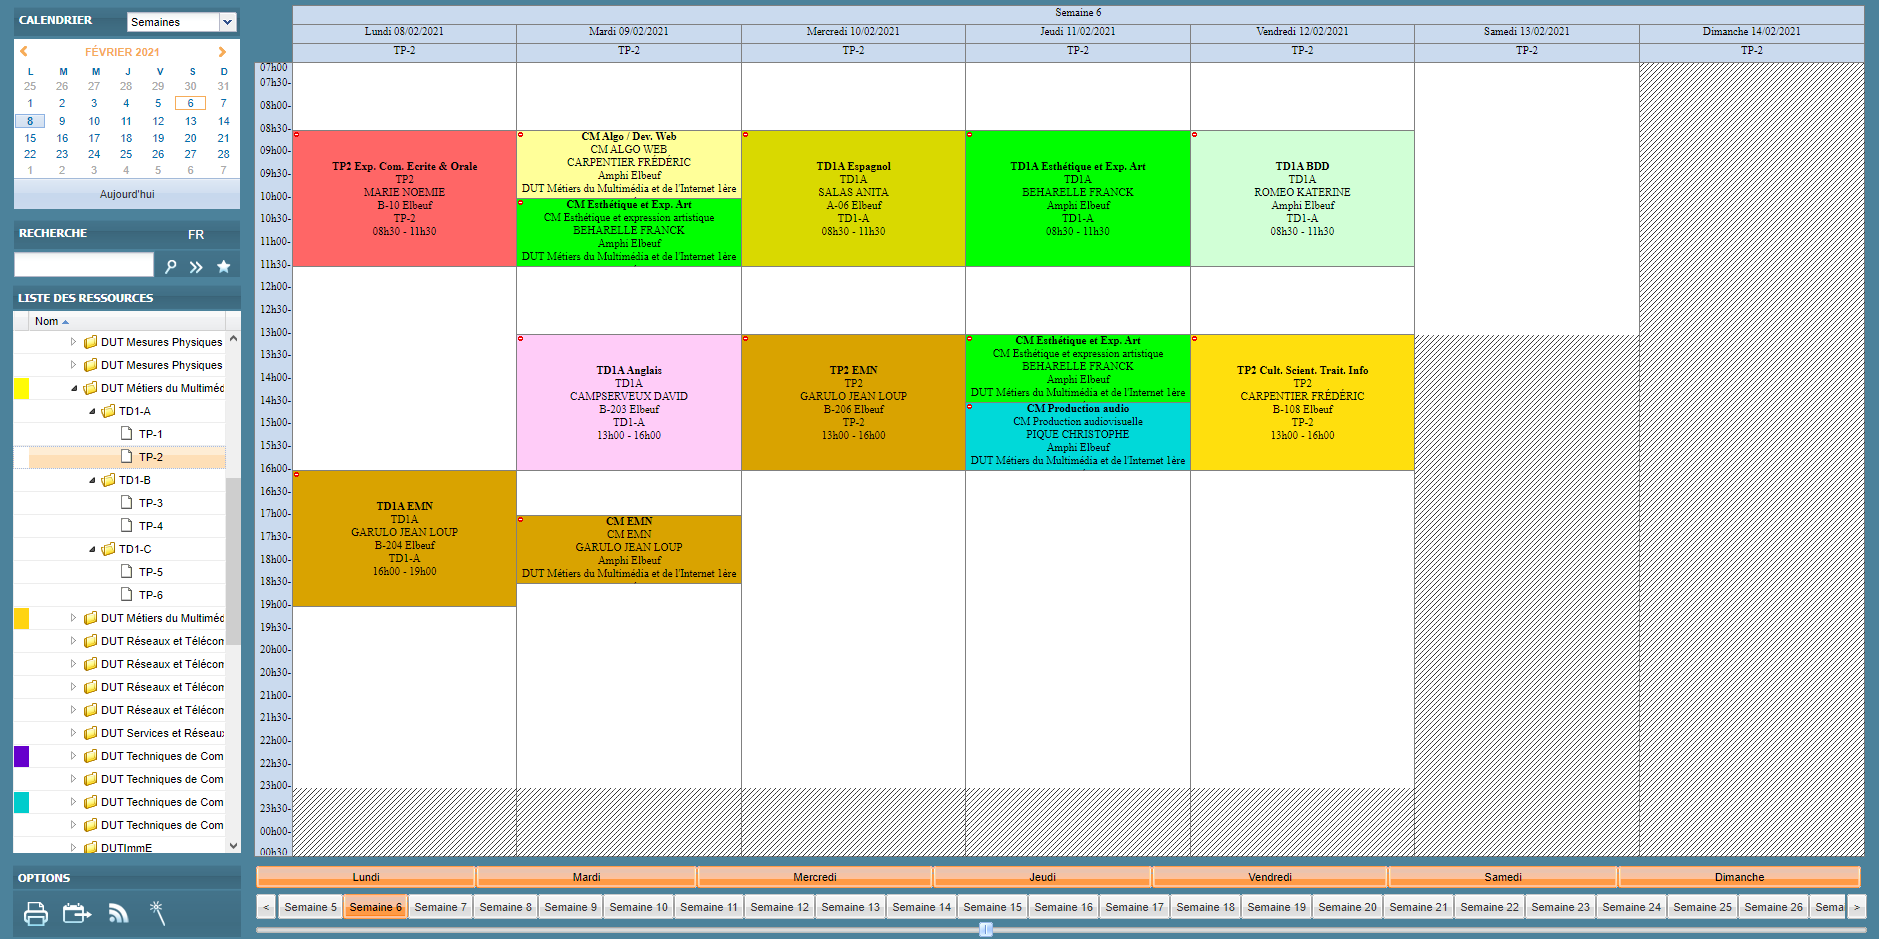 CALENDRIER
Semaines
FÉVRIER 2021
L M M J V S D
25 26 27 28 29 30 31
1 2 3 4 5 6 7
8 9 10 11 12 13 14
15 16 17 18 19 20 21
22 23 24 25 26 27 28
1 2 3 4 5 6 7
Aujourd'hui
RECHERCHE FR
LISTE DES RESSOURCES
Nom
DUT Mesures Physiques
DUT Mesures Physiques
DUT Métiers du Multiméd
TD1-A
TP-1
TP-2
TD1-B
TP-3
TP-4
TD1-C
TP-5
TP-6
DUT Métiers du Multiméd
DUT Réseaux et Télécom
DUT Réseaux et Télécom
DUT Réseaux et Télécom
DUT Réseaux et Télécom
DUT Services et Réseau
DUT Techniques de Com
DUT Techniques de Com
DUT Techniques de Com
DUT Techniques de Com
DUTImmE
OPTIONS
Semaine 6
Lundi 08/02/2021 Mardi 09/02/2021 Mercredi 10/02/2021 Jeudi 11/02/2021 Vendredi 12/02/2021 Samedi 13/02/2021 Dimanche 14/02/2021
TP-2 TP-2 TP-2 TP-2 TP-2 TP-2 TP-2
07h00
07h30-
08h00-
08h30-
09h00-
09h30-
10h00-
10h30-
11h00-
11h30-
12h00-
12h30-
13h00-
13h30-
14h00-
14h30-
15h00-
15h30-
16h00-
16h30-
17h00-
17h30-
18h00-
18h30-
19h00-
19h30-
20h00-
20h30-
21h00-
21h30-
22h00-
22h30-
23h00-
23h30-
00h00-
00h30
TP2 Exp. Com. Ecrite & Orale
TP2
MARIE NOEMIE
B-10 Elbeuf
TP-2
08h30 - 11h30
TD1A EMN
TD1A
GARULO JEAN LOUP
B-204 Elbeuf
TD1-A
16h00 - 19h00
CM Algo / Dev. Web
CM ALGO WEB
CARPENTIER FRÉDÉRIC
Amphi Elbeuf
DUT Métiers du Multimédia et de l'Internet 1ère
CM Esthétique et Exp. Art
CM Esthétique et expression artistique
BEHARELLE FRANCK
Amphi Elbeuf
DUT Métiers du Multimédia et de l'Internet 1ère
TD1A Anglais
TD1A
CAMPSERVEUX DAVID
B-203 Elbeuf
TD1-A
13h00 - 16h00
CM EMN
CM EMN
GARULO JEAN LOUP
Amphi Elbeuf
DUT Métiers du Multimédia et de l'Internet 1ère
TD1A Espagnol
TD1A
SALAS ANITA
A-06 Elbeuf
TD1-A
08h30 - 11h30
TP2 EMN
TP2
GARULO JEAN LOUP
B-206 Elbeuf
TP-2
13h00 - 16h00
TD1A Esthétique et Exp. Art
TD1A
BEHARELLE FRANCK
Amphi Elbeuf
TD1-A
08h30 - 11h30
CM Esthétique et Exp. Art
CM Esthétique et expression artistique
BEHARELLE FRANCK
Amphi Elbeuf
DUT Métiers du Multimédia et de l'Internet 1ère
CM Production audio
CM Production audiovisuelle
PIQUE CHRISTOPHE
Amphi Elbeuf
DUT Métiers du Multimédia et de l'Internet 1ère
TD1A BDD
TD1A
ROMEO KATERINE
Amphi Elbeuf
TD1-A
08h30 - 11h30
TP2 Cult. Scient. Trait. Info
TP2
CARPENTIER FRÉDÉRIC
B-108 Elbeuf
TP-2
13h00 - 16h00
Lundi Mardi Mercredi Jeudi Vendredi Samedi Dimanche
< Semaine 5 Semaine 6 Semaine 7 Semaine 8 Semaine 9 Semaine 10 Semaine 11 Semaine 12 Semaine 13 Semaine 14 Semaine 15 Semaine 16 Semaine 17 Semaine 18 Semaine 19 Semaine 20 Semaine 21 Semaine 22 Semaine 23 Semaine 24 Semaine 25 Semaine 26 Sema >